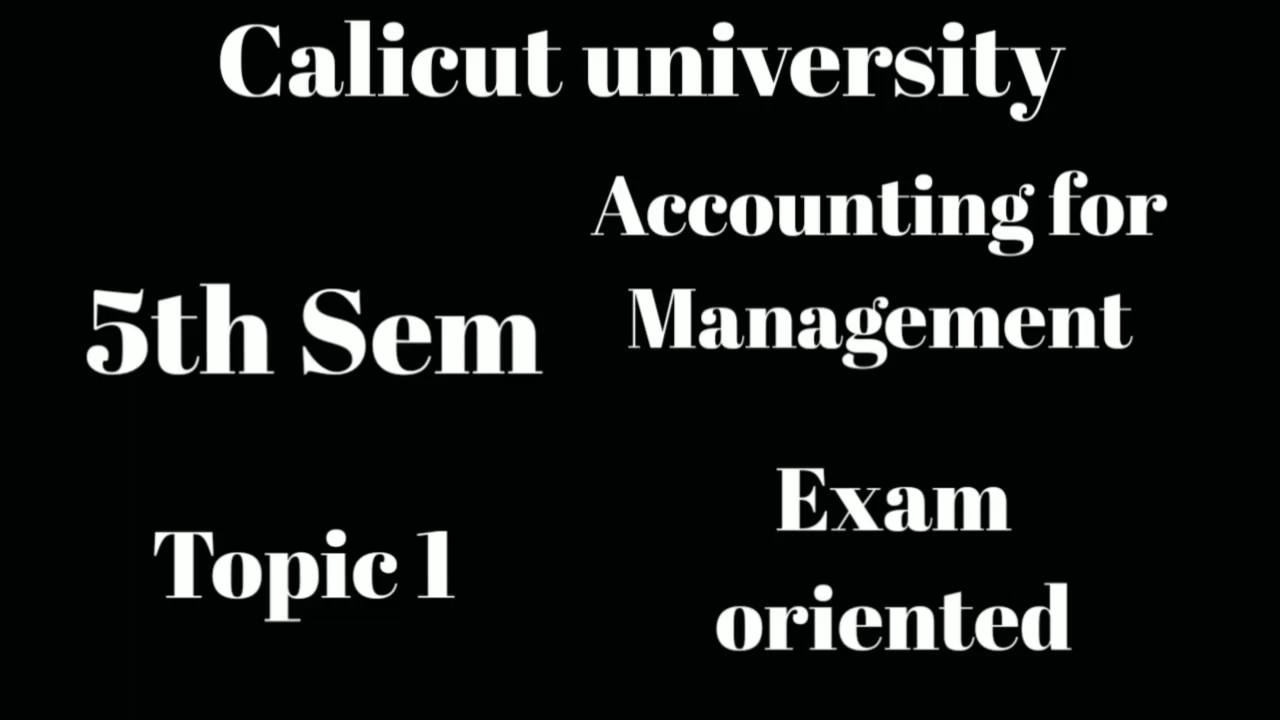 Calicut university
5th Sem
Accounting for
Management
Topic 1
Exam
oriented